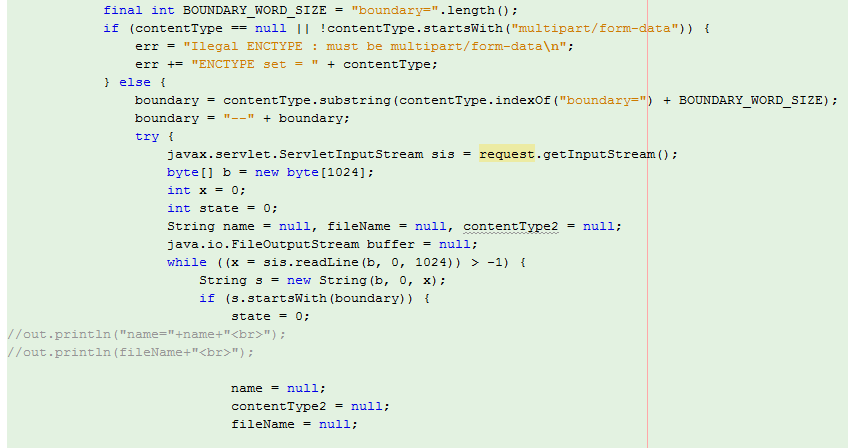 final int BOUNDARY_WORD_SIZE = "boundary=".length();
if (contentType == null || !contentType.startsWith("multipart/form-data")) {
err = "Ilegal ENCTYPE : must be multipart/form-data\n";
err += "ENCTYPE set = " + contentType;
} else {
boundary = contentType.substring(contentType.indexOf("boundary=") + BOUNDARY_WORD_SIZE);
boundary = "--" + boundary;
try {
javax.servlet.ServletInputStream sis = request.getInputStream();
byte[] b = new byte[1024];
int x = 0;
int state = 0;
String name = null, fileName = null, contentType2 = null;
java.io.FileOutputStream buffer = null;
while ((x = sis.readLine(b, 0, 1024)) > -1) {
String s = new String(b, 0, x);
if (s.startsWith(boundary)) {
state = 0;
//out.println("name="+name+"<br>");
//out.println(fileName+"<br>");
name = null;
contentType2 = null;
fileName = null;